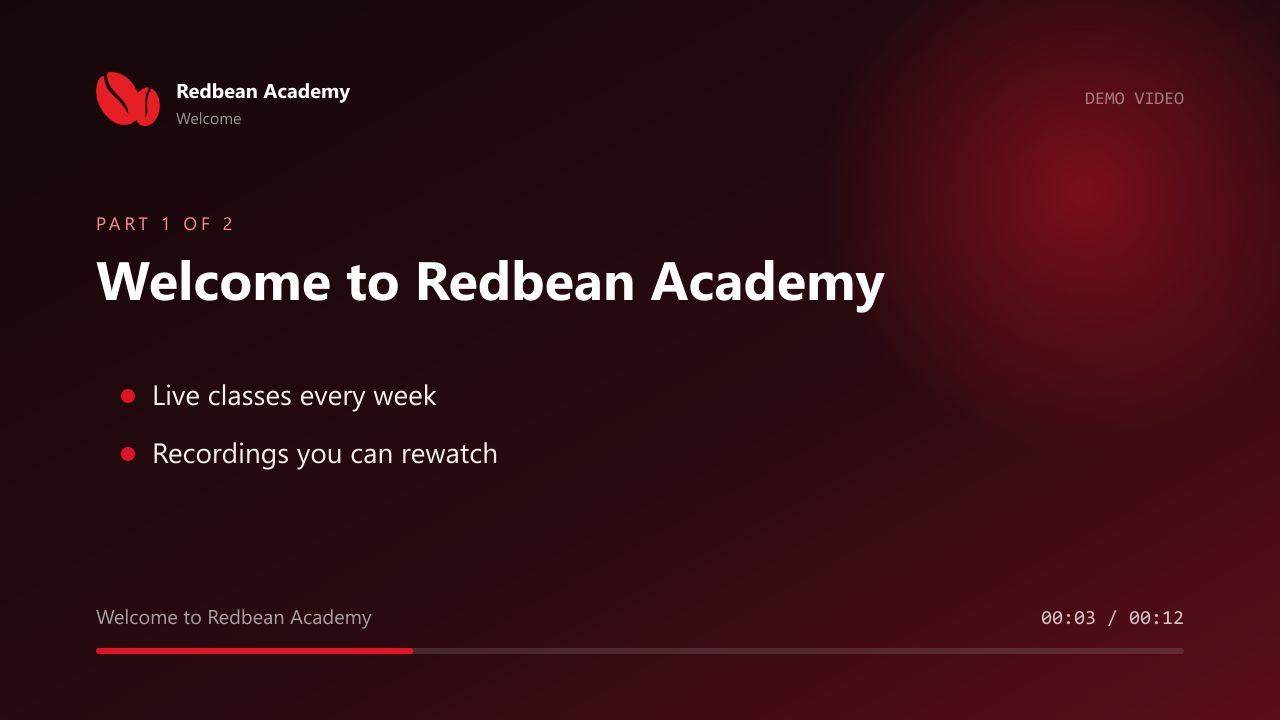 Redbean Academy
Welcome
DEMO VIDEO
PART 1 OF 2
Welcome to Redbean Academy
Live classes every week
Recordings you can rewatch
Welcome to Redbean Academy
00:03 / 00:12